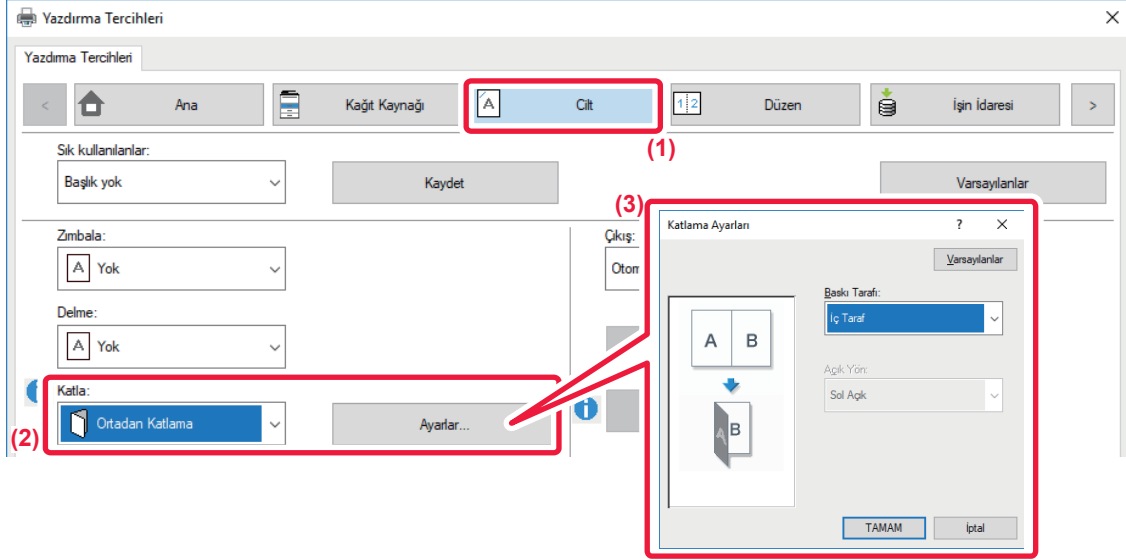 Yazdırma Tercihleri
Yazdırma Tercihleri
< Ana Kağıt Kaynağı A Cilt 1 2 Düzen İşin İdaresi >
(1)
Sık kullanılanlar:
Başlık yok Kaydet Varsayılanlar
Zımbala:
A Yok
Delme:
A Yok
Katla:
Ortadan Katlama Ayarlar...
(2)
Çıkış:
Otom
(3)
Katlama Ayarları ?
Varsayılanlar
Baskı Tarafı:
İç Taraf
A B
Açık Yön:
Sol Açık
A B
TAMAM İptal